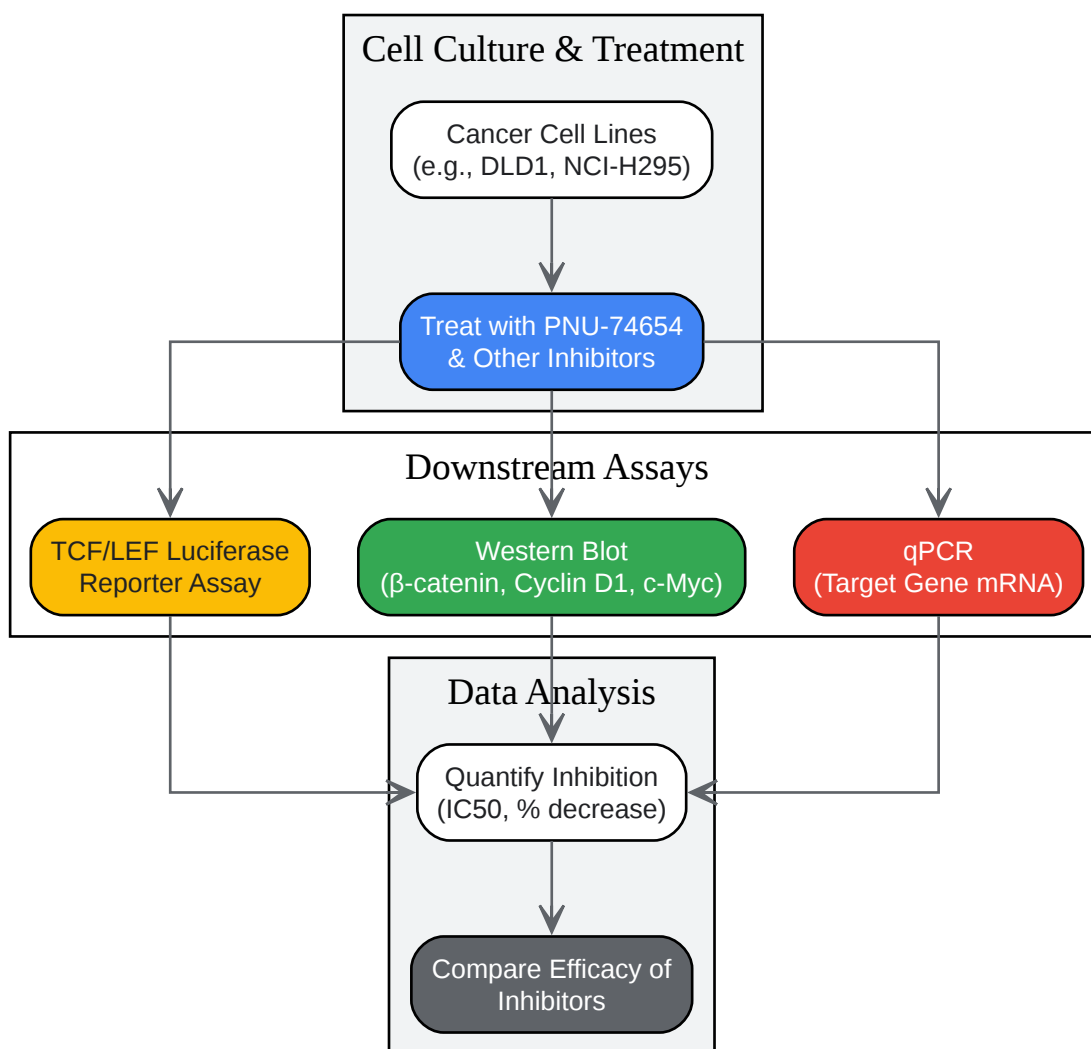 Cell Culture & Treatment
Cancer Cell Lines
(e.g., DLD1, NCI-H295)
Treat with PNU-74654
& Other Inhibitors
Downstream Assays
TCF/LEF Luciferase
Reporter Assay
Western Blot
(β-catenin, Cyclin D1, c-Myc)
qPCR
(Target Gene mRNA)
Data Analysis
Quantify Inhibition
(IC50, % decrease)
Compare Efficacy of
Inhibitors